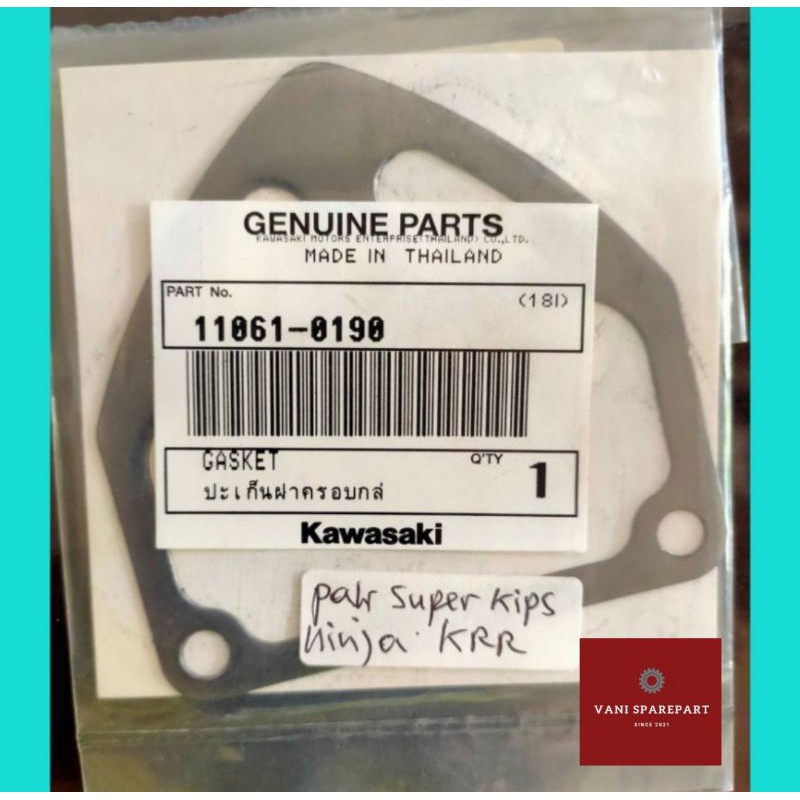 GENUINE PARTS
KAWASAKI MOTORS ENTERPRISE(THAILAND) CO.,LTD.
MADE IN THAILAND
PART No.
(18I)
11061-0190
GASKET
Q'TY
1
ปะเก็นฝาครอบกล่
Kawasaki
pakr super kips
ninja KRR
VANI SPAREPART
SINCE 2021